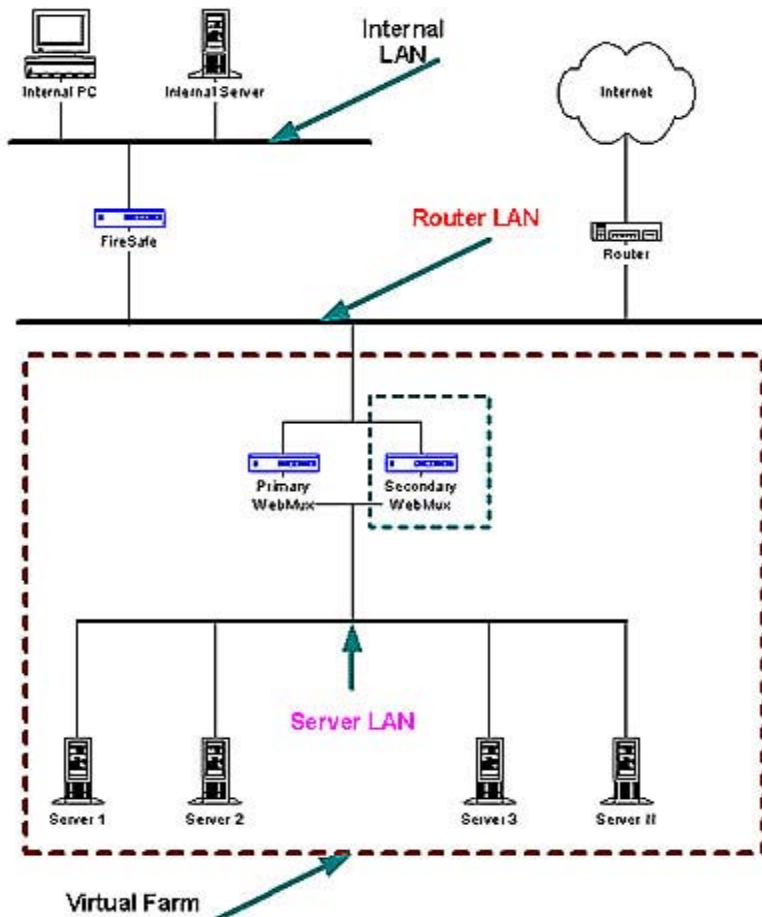 Internal
LAN
Internal PC
Internal Server
Internet
FireSafe
Router LAN
Router
Primary
WebMux
Secondary
WebMux
Server LAN
Server 1
Server 2
Server 3
Server N
Virtual Farm